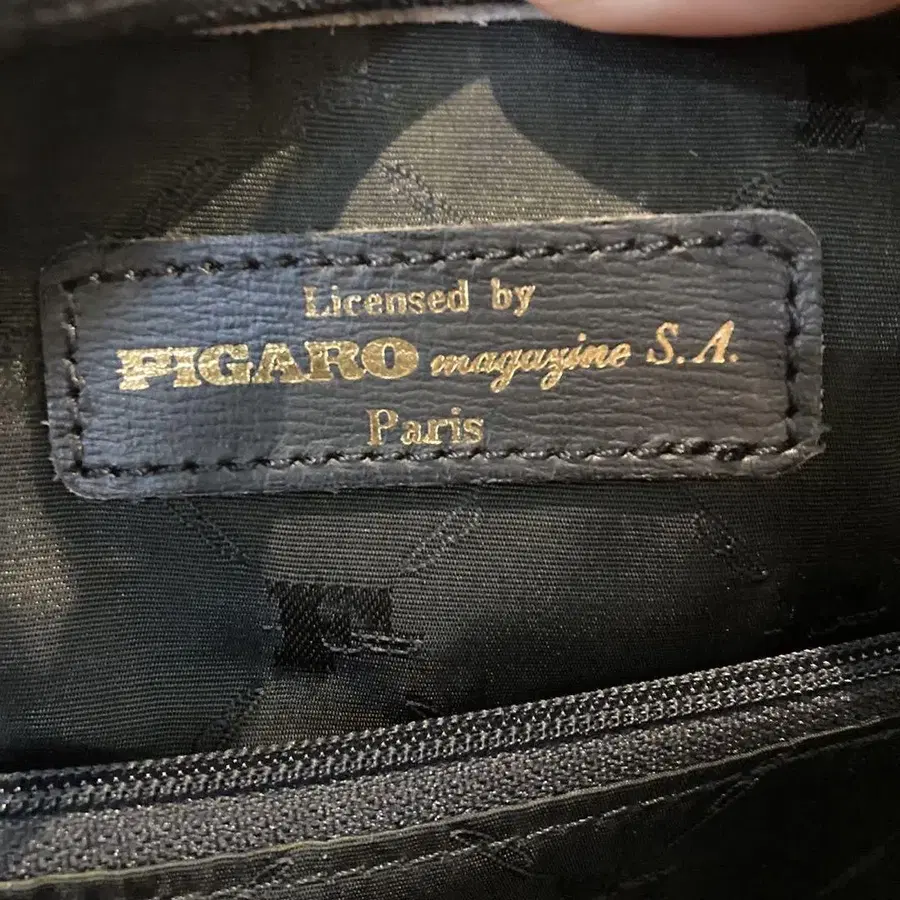 Licensed by
FIGARO magazine S.A.
Paris